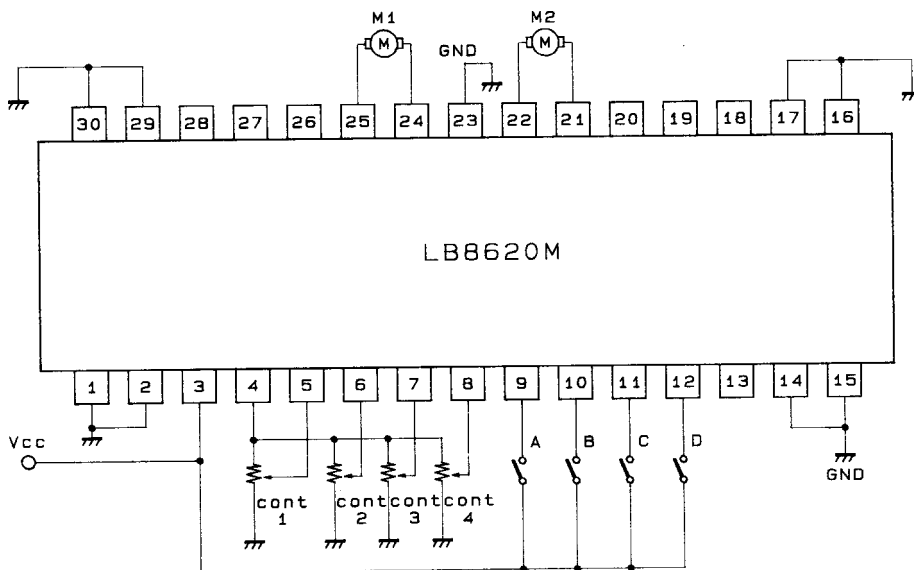 M1 M2
M M
GND
30 29 28 27 26 25 24 23 22 21 20 19 18 17 16
LB8620M
1 2 3 4 5 6 7 8 9 10 11 12 13 14 15
Vcc
A B C D
GND
cont cont cont cont
1 2 3 4